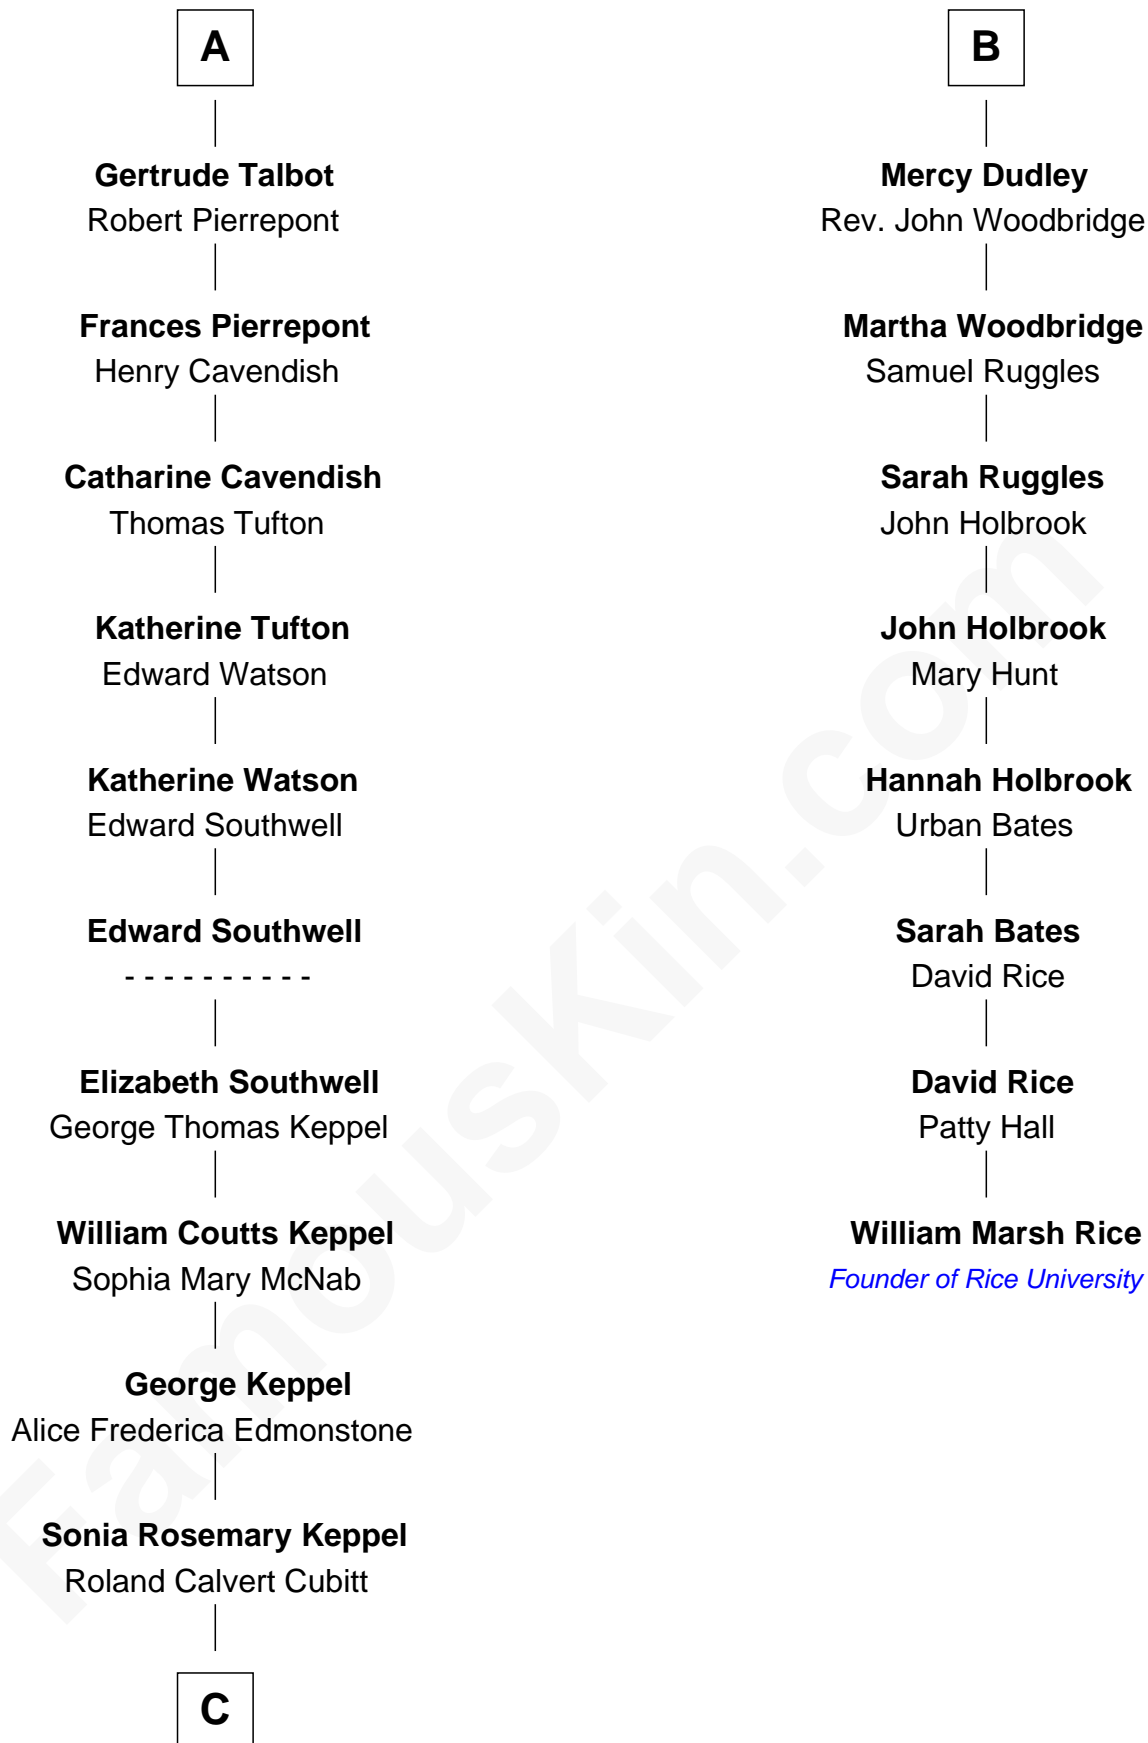 A
Gertrude Talbot
Robert Pierrepont
Frances Pierrepont
Henry Cavendish
Catharine Cavendish
Thomas Tufton
Katherine Tufton
Edward Watson
Katherine Watson
Edward Southwell
Edward Southwell
- - - - - - - - - -
Elizabeth Southwell
George Thomas Keppel
William Coutts Keppel
Sophia Mary McNab
George Keppel
Alice Frederica Edmonstone
Sonia Rosemary Keppel
Roland Calvert Cubitt
C
B
Mercy Dudley
Rev. John Woodbridge
Martha Woodbridge
Samuel Ruggles
Sarah Ruggles
John Holbrook
John Holbrook
Mary Hunt
Hannah Holbrook
Urban Bates
Sarah Bates
David Rice
David Rice
Patty Hall
William Marsh Rice
Founder of Rice University
FamousKin.com